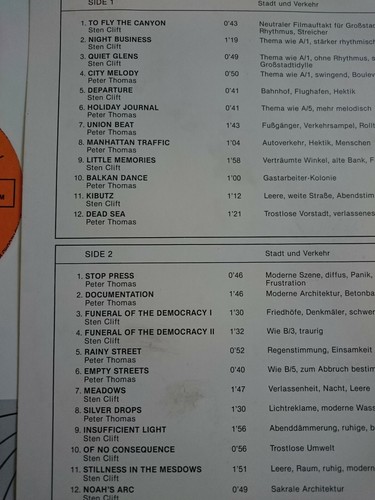 SIDE 1 Stadt und Verkehr
1. TO FLY THE CANYON 0'43 Neutraler Filmauftakt für
Sten Clift Rhythmus, Streicher
2. NIGHT BUSINESS 1'19 Thema wie A/1, stärker
Sten Clift
3. QUIET GLENS 0'49 Thema wie A/1, ohne Rhythmus,
Sten Clift Großstadtidylle
4. CITY MELODY 0'50 Thema wie A/1, swingend,
Peter Thomas
5. DEPARTURE 0'41 Bahnhof, Flughafen, Hektik
Sten Clift
6. HOLIDAY JOURNAL 0'41 Thema wie A/5, mehr melodisch
Peter Thomas
7. UNION BEAT 1'43 Fußgänger, Verkehrsampel,
Peter Thomas
8. MANHATTAN TRAFFIC 1'04 Autoverkehr, Hektik, Menschen
Peter Thomas
9. LITTLE MEMORIES 1'58 Verträumte Winkel, alte Bank,
Sten Clift
10. BALKAN DANCE 1'00 Gastarbeiter-Kolonie
Peter Thomas
11. KIBUTZ 1'12 Leere, weite Straße,
Sten Clift
12. DEAD SEA 1'21 Trostlose Vorstadt,
Peter Thomas
SIDE 2 Stadt und Verkehr
1. STOP PRESS 0'46 Moderne Szene, diffus, Panik,
Peter Thomas Frustration
2. DOCUMENTATION 1'46 Moderne Architektur,
Peter Thomas
3. FUNERAL OF THE DEMOCRACY I 1'30 Friedhöfe, Denkmäler,
Sten Clift
4. FUNERAL OF THE DEMOCRACY II 1'32 Wie B/3, traurig
Sten Clift
5. RAINY STREET 0'52 Regenstimmung, Einsamkeit
Peter Thomas
6. EMPTY STREETS 0'40 Wie B/5, zum Abbruch
Peter Thomas
7. MEADOWS 1'47 Verlassenheit, Nacht, Leere
Sten Clift
8. SILVER DROPS 1'30 Lichtreklame, moderne
Peter Thomas
9. INSUFFICIENT LIGHT 1'56 Abenddämmerung, ruhige,
Sten Clift
10. OF NO CONSEQUENCE 0'56 Trostlose Umwelt
Sten Clift
11. STILLNESS IN THE MESDOWS 1'51 Leere, Raum, ruhig,
Sten Clift
12. NOAH'S ARC 0'49 Sakrale Architektur
Sten Clift